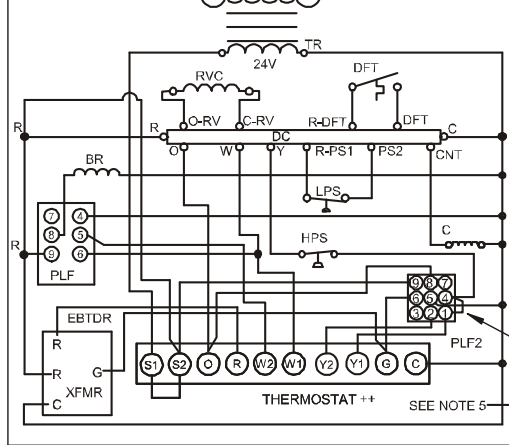 TR
24V
RVC
DFT
O-RV
C-RV
R-DFT
DFT
R
R
DC
C
O
W
Y
R-PS1
PS2
CNT
BR
LPS
C
HPS
7 4
8 5
9 6
R
PLF
9 8 7
6 5 4
3 2 1
PLF2
EBTDR
R
R
G
C
XFMR
S1 S2 O R W2 W1 Y2 Y1 G C
THERMOSTAT ++
SEE NOTE 5